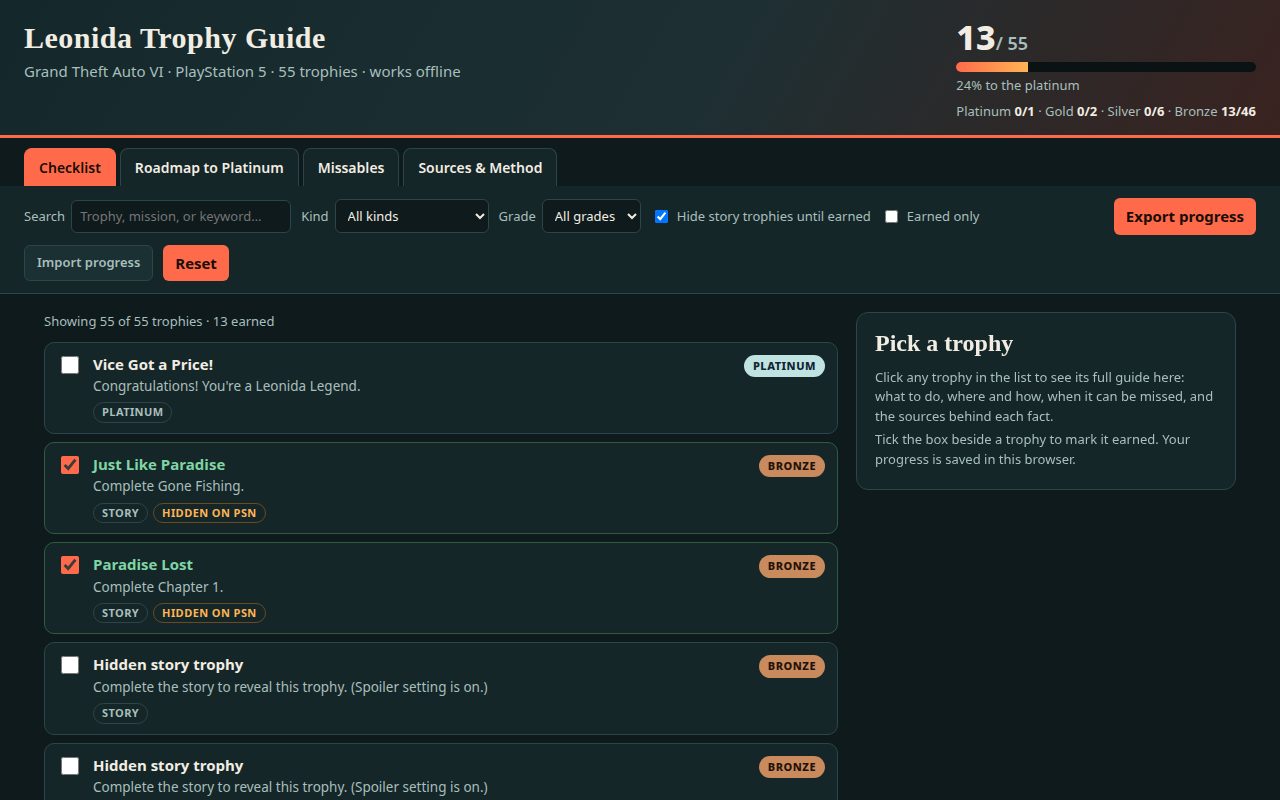 Leonida Trophy Guide
Grand Theft Auto VI · PlayStation 5 · 55 trophies · works offline
13/ 55
24% to the platinum
Platinum 0/1 · Gold 0/2 · Silver 0/6 · Bronze 13/46
Checklist
Roadmap to Platinum
Missables
Sources & Method
Search
Trophy, mission, or keyword...
Kind
All kinds
Grade
All grades
Hide story trophies until earned
Earned only
Export progress
Import progress
Reset
Showing 55 of 55 trophies · 13 earned
Vice Got a Price!
PLATINUM
Congratulations! You're a Leonida Legend.
PLATINUM
Just Like Paradise
BRONZE
Complete Gone Fishing.
STORY
HIDDEN ON PSN
Paradise Lost
BRONZE
Complete Chapter 1.
STORY
HIDDEN ON PSN
Hidden story trophy
BRONZE
Complete the story to reveal this trophy. (Spoiler setting is on.)
STORY
Hidden story trophy
BRONZE
Complete the story to reveal this trophy. (Spoiler setting is on.)
Pick a trophy
Click any trophy in the list to see its full guide here:
what to do, where and how, when it can be missed, and
the sources behind each fact.
Tick the box beside a trophy to mark it earned. Your
progress is saved in this browser.